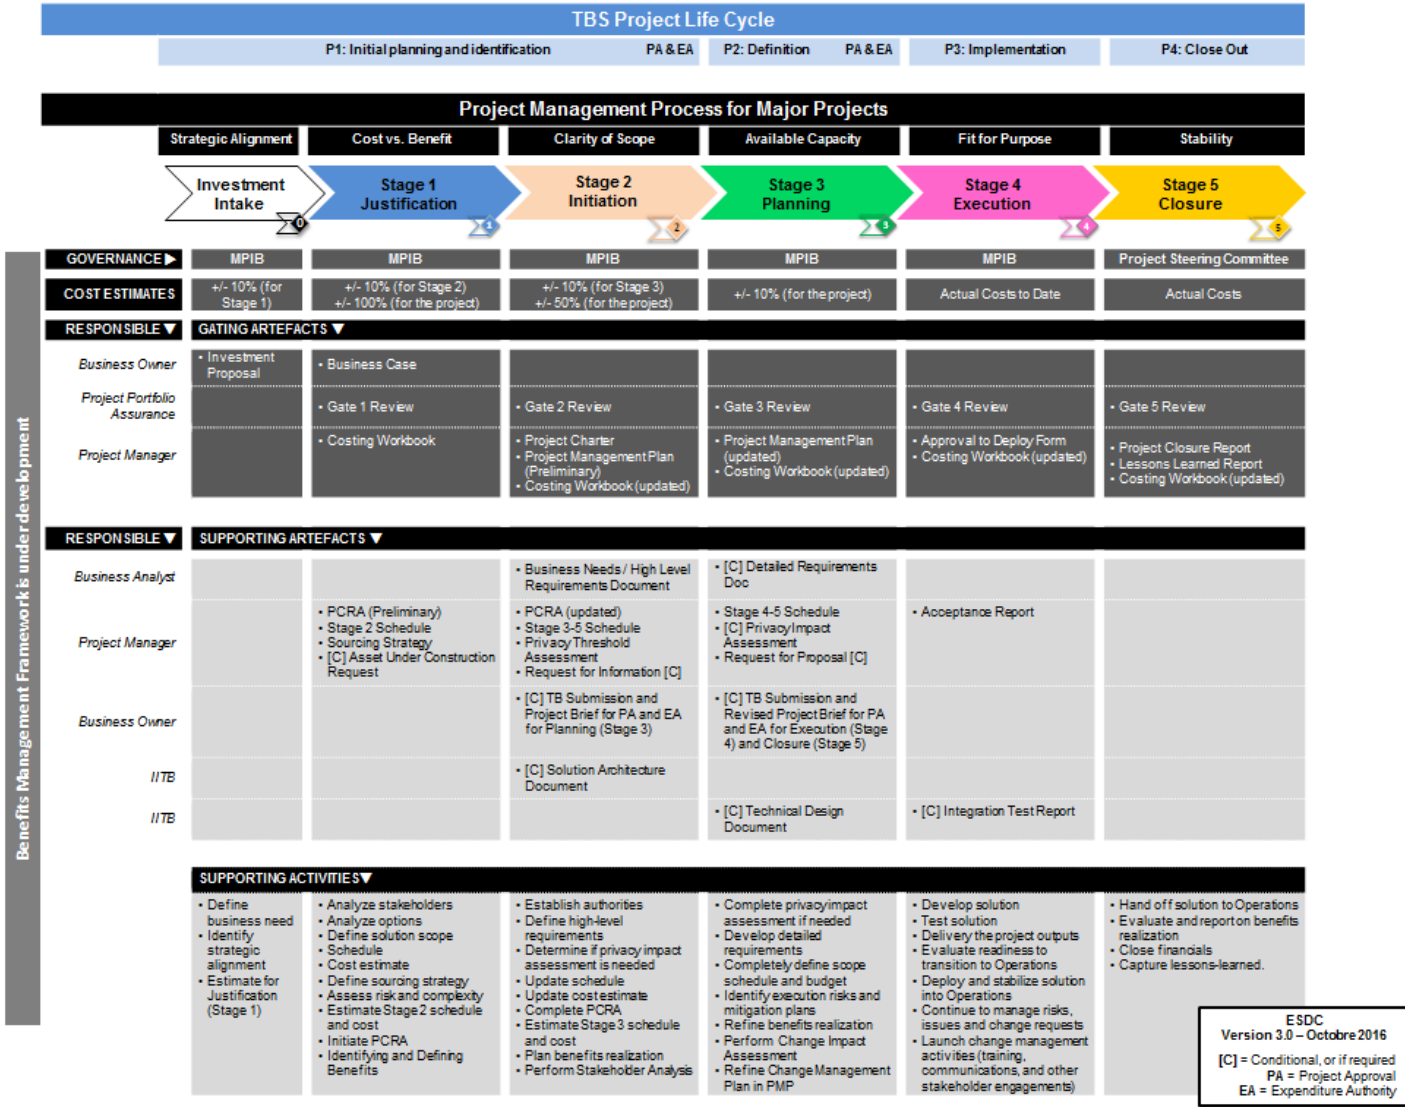 TBS Project Life Cycle
P1: Initial planning and identification PA & EA P2: Definition PA & EA P3: Implementation P4: Close Out
Project Management Process for Major Projects
Strategic Alignment Cost vs. Benefit Clarity of Scope Available Capacity Fit for Purpose Stability
Investment
Intake
0
Stage 1
Justification
1
Stage 2
Initiation
2
Stage 3
Planning
3
Stage 4
Execution
4
Stage 5
Closure
5
Benefits Management Framework is under development
GOVERNANCE ▶ MPIB MPIB MPIB MPIB MPIB Project Steering Committee
COST ESTIMATES
+/- 10% (for
Stage 1)
+/- 10% (for Stage 2)
+/- 100% (for the project)
+/- 10% (for Stage 3)
+/- 50% (for the project)
+/- 10% (for the project)
Actual Costs to Date
Actual Costs
RESPONSIBLE ▼ GATING ARTEFACTS ▼
Business Owner
• Investment
Proposal
• Business Case
Project Portfolio
Assurance
• Gate 1 Review
• Gate 2 Review
• Gate 3 Review
• Gate 4 Review
• Gate 5 Review
Project Manager
• Costing Workbook
• Project Charter
• Project Management Plan
(Preliminary)
• Costing Workbook (updated)
• Project Management Plan
(updated)
• Costing Workbook (updated)
• Approval to Deploy Form
• Costing Workbook (updated)
• Project Closure Report
• Lessons Learned Report
• Costing Workbook (updated)
RESPONSIBLE ▼ SUPPORTING ARTEFACTS ▼
Business Analyst
• Business Needs / High Level
Requirements Document
• [C] Detailed Requirements
Doc
Project Manager
• PCRA (Preliminary)
• Stage 2 Schedule
• Sourcing Strategy
• [C] Asset Under Construction
Request
• PCRA (updated)
• Stage 3-5 Schedule
• Privacy Threshold
Assessment
• Request for Information [C]
• Stage 4-5 Schedule
• [C] Privacy Impact
Assessment
• Request for Proposal [C]
• Acceptance Report
Business Owner
• [C] TB Submission and
Project Brief for PA and EA
for Planning (Stage 3)
• [C] TB Submission and
Revised Project Brief for PA
and EA for Execution (Stage
4) and Closure (Stage 5)
IITB
• [C] Solution Architecture
Document
IITB
• [C] Technical Design
Document
• [C] Integration Test Report
SUPPORTING ACTIVITIES ▼
• Define
business need
• Identify
strategic
alignment
• Estimate for
Justification
(Stage 1)
• Analyze stakeholders
• Analyze options
• Define solution scope
• Schedule
• Cost estimate
• Define sourcing strategy
• Assess risk and complexity
• Estimate Stage 2 schedule
and cost
• Initiate PCRA
• Identifying and Defining
Benefits
• Establish authorities
• Define high-level
requirements
• Determine if privacy impact
assessment is needed
• Update schedule
• Update cost estimate
• Complete PCRA
• Estimate Stage 3 schedule
and cost
• Plan benefits realization
• Perform Stakeholder Analysis
• Complete privacy impact
assessment if needed
• Develop detailed
requirements
• Completely define scope
schedule and budget
• Identify execution risks and
mitigation plans
• Refine benefits realization
• Perform Change Impact
Assessment
• Refine Change Management
Plan in PMP
• Develop solution
• Test solution
• Delivery the project outputs
• Evaluate readiness to
transition to Operations
• Deploy and stabilize solution
into Operations
• Continue to manage risks,
issues and change requests
• Launch change management
activities (training,
communications, and other
stakeholder engagements)
• Hand off solution to Operations
• Evaluate and report on benefits
realization
• Close financials
• Capture lessons-learned.
ESDC
Version 3.0 – Octobre 2016
[C] = Conditional, or if required
PA = Project Approval
EA = Expenditure Authority